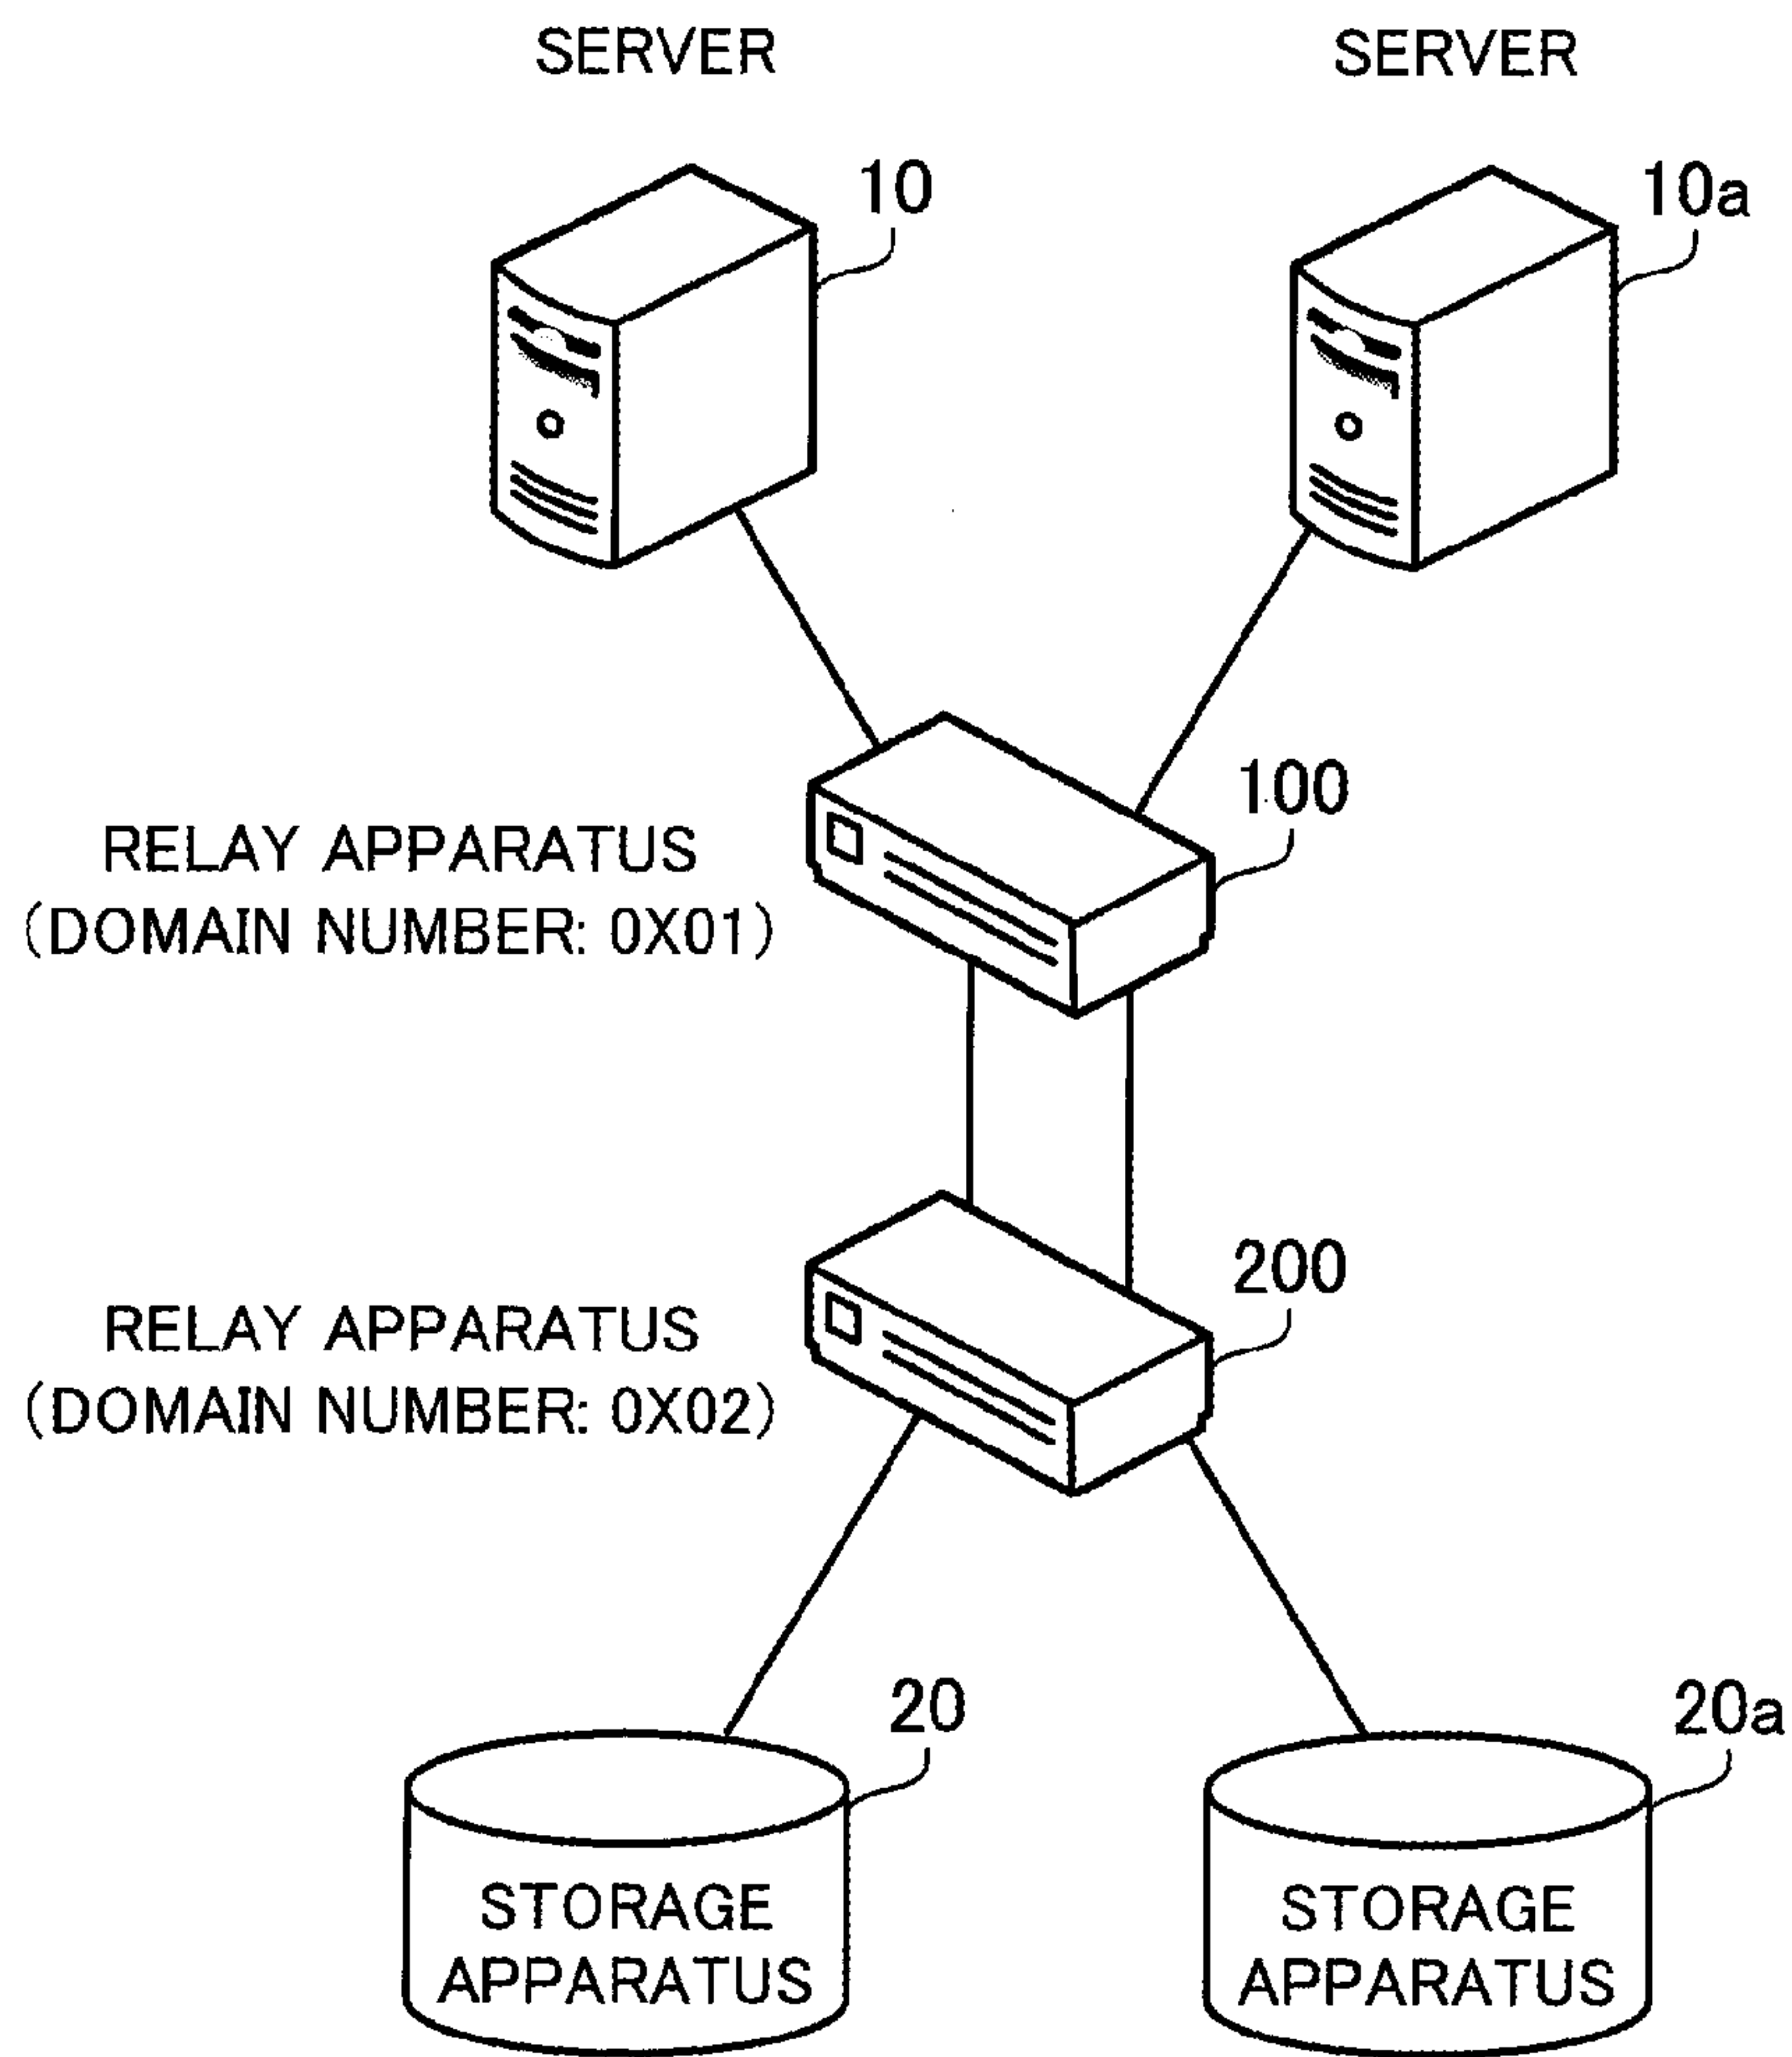 SERVER SERVER
10 10a
100
RELAY APPARATUS
(DOMAIN NUMBER: 0X01)
200
RELAY APPARATUS
(DOMAIN NUMBER: 0X02)
20 20a
STORAGE APPARATUS
STORAGE APPARATUS